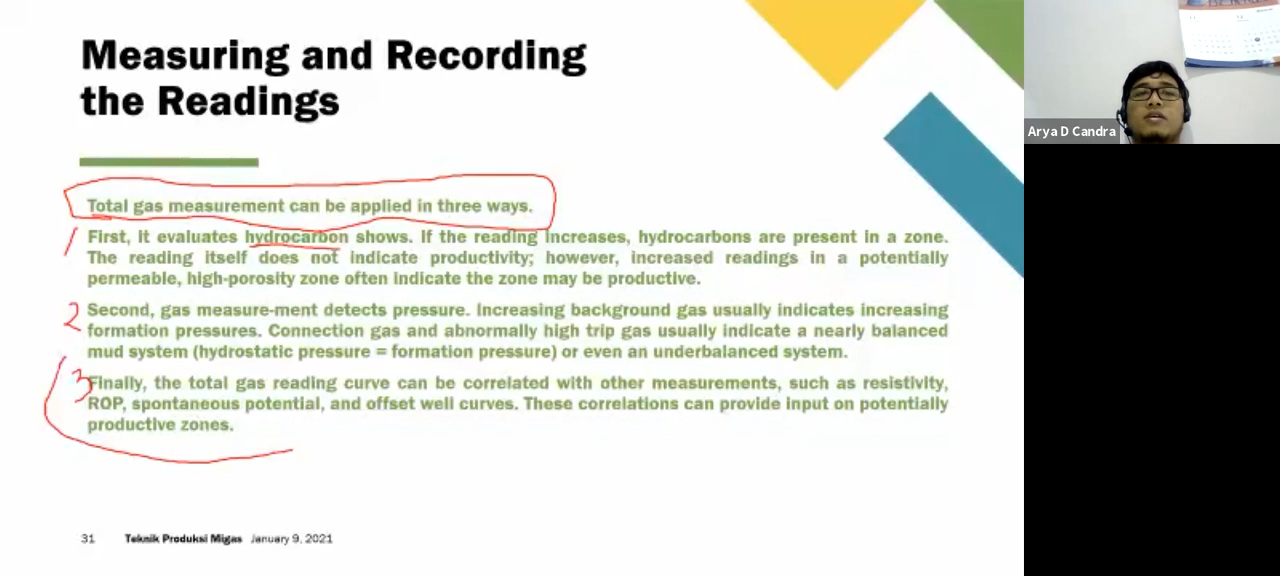 Measuring and Recording
the Readings
Total gas measurement can be applied in three ways.
1
First, it evaluates hydrocarbon shows. If the reading increases, hydrocarbons are present in a zone.
The reading itself does not indicate productivity; however, increased readings in a potentially
permeable, high-porosity zone often indicate the zone may be productive.
2
Second, gas measure-ment detects pressure. Increasing background gas usually indicates increasing
formation pressures. Connection gas and abnormally high trip gas usually indicate a nearly balanced
mud system (hydrostatic pressure = formation pressure) or even an underbalanced system.
3
Finally, the total gas reading curve can be correlated with other measurements, such as resistivity,
ROP, spontaneous potential, and offset well curves. These correlations can provide input on potentially
productive zones.
31 Teknik Produksi Migas January 9, 2021
Arya D Candra